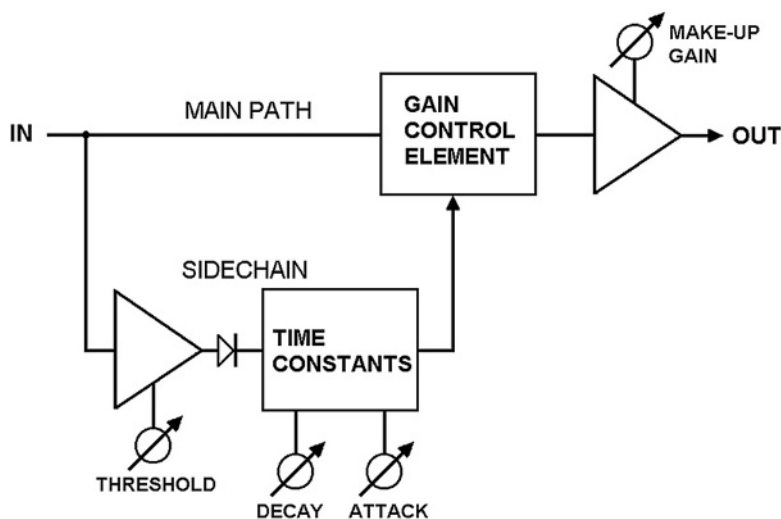 MAKE-UP
GAIN
IN
MAIN PATH
GAIN
CONTROL
ELEMENT
OUT
SIDECHAIN
TIME
CONSTANTS
THRESHOLD
DECAY
ATTACK